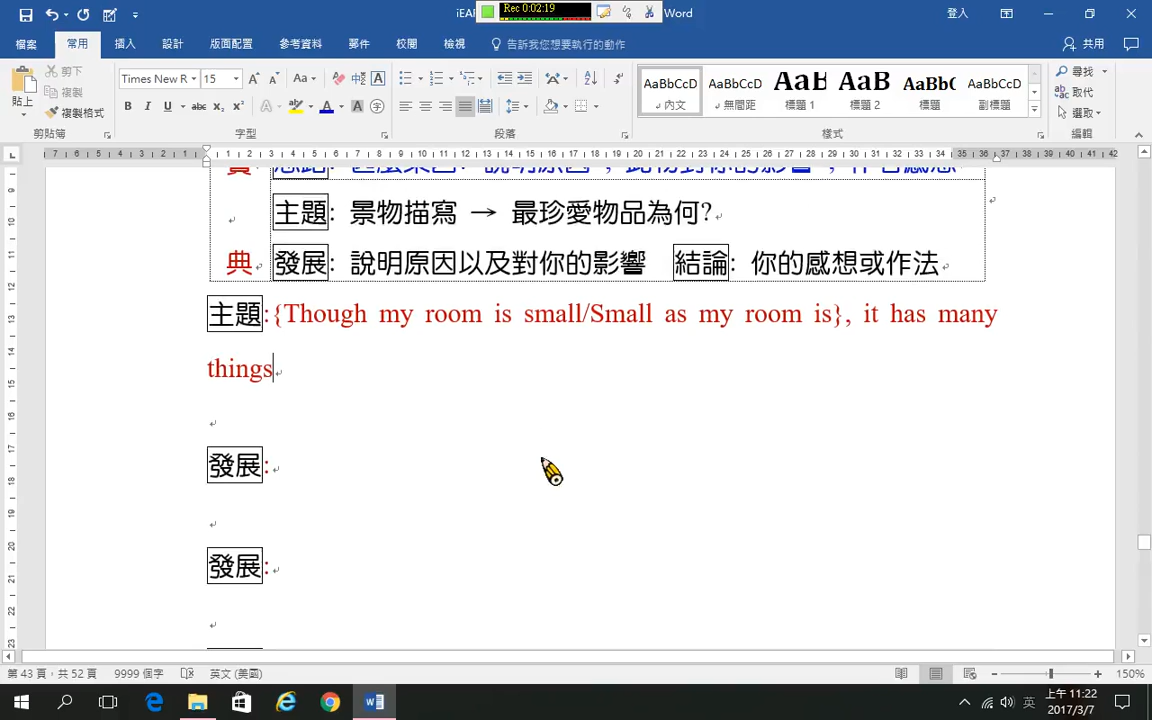 iEAR
Rec 0:02:19
Word
登入
檔案
常用
插入
設計
版面配置
參考資料
郵件
校閱
檢視
告訴我您想要執行的動作
共用
貼上
剪下
複製
複製格式
Times New R
15
剪貼簿
字型
段落
AaBbCcD
AaBbCcD
AaB
AaBbC
AaBbCcD
內文
無間距
標題 1
標題 2
標題
副標題
樣式
尋找
取代
選取
編輯
主題: 景物描寫 → 最珍愛物品為何?
典 發展: 說明原因以及對你的影響 結論: 你的感想或作法
主題:{Though my room is small/Small as my room is}, it has many
things
發展:
發展:
第 43 頁,共 52 頁
9999 個字
英文 (美國)
150%
英
上午 11:22
2017/3/7